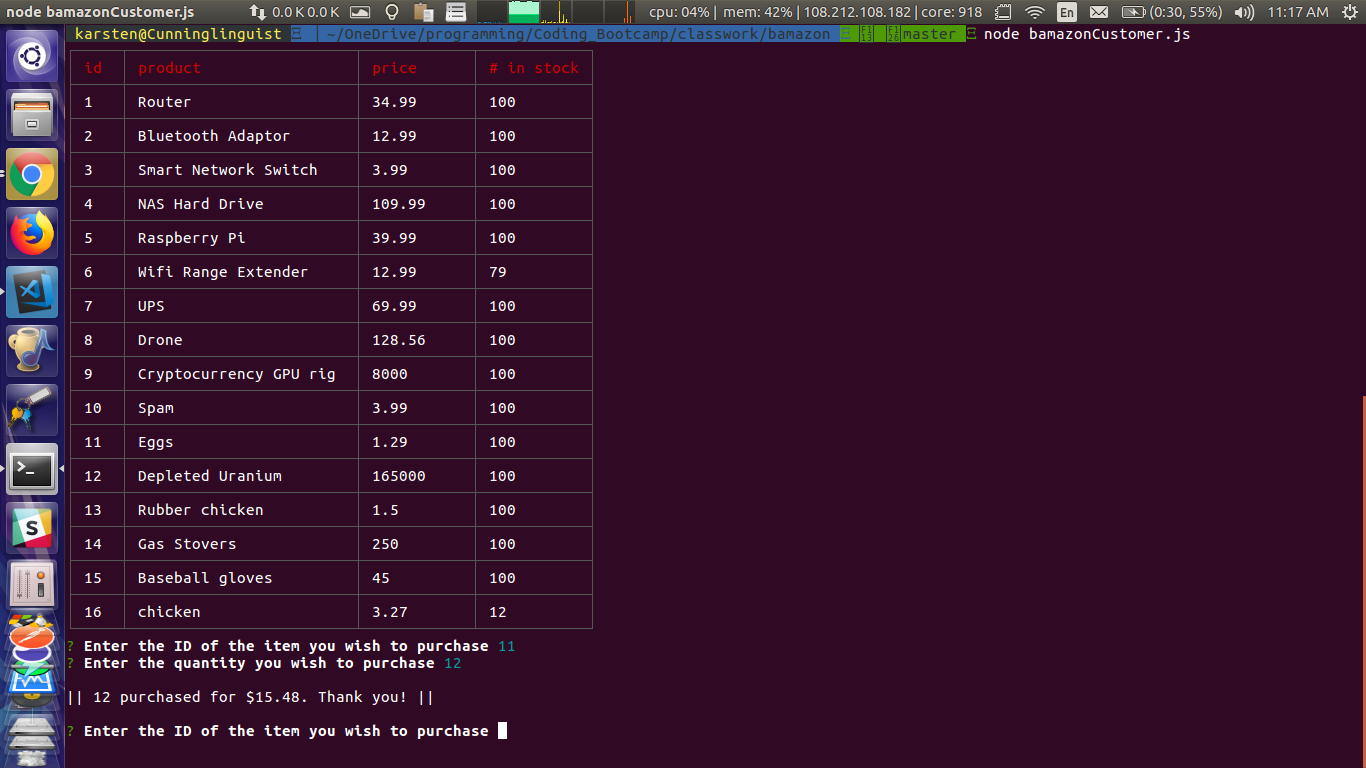 node bamazonCustomer.js 0.0 K 0.0 K cpu: 04% | mem: 42% | 108.212.108.182 | core: 918 En (0:30, 55%) 11:17 AM
karsten@Cunninglinguist ~/OneDrive/programming/Coding Bootcamp/classwork/bamazon master node bamazonCustomer.js
id product price # in stock
1 Router 34.99 100
2 Bluetooth Adaptor 12.99 100
3 Smart Network Switch 3.99 100
4 NAS Hard Drive 109.99 100
5 Raspberry Pi 39.99 100
6 Wifi Range Extender 12.99 79
7 UPS 69.99 100
8 Drone 128.56 100
9 Cryptocurrency GPU rig 8000 100
10 Spam 3.99 100
11 Eggs 1.29 100
12 Depleted Uranium 165000 100
13 Rubber chicken 1.5 100
14 Gas Stovers 250 100
15 Baseball gloves 45 100
16 chicken 3.27 12
? Enter the ID of the item you wish to purchase 11
? Enter the quantity you wish to purchase 12
|| 12 purchased for $15.48. Thank you! ||
? Enter the ID of the item you wish to purchase